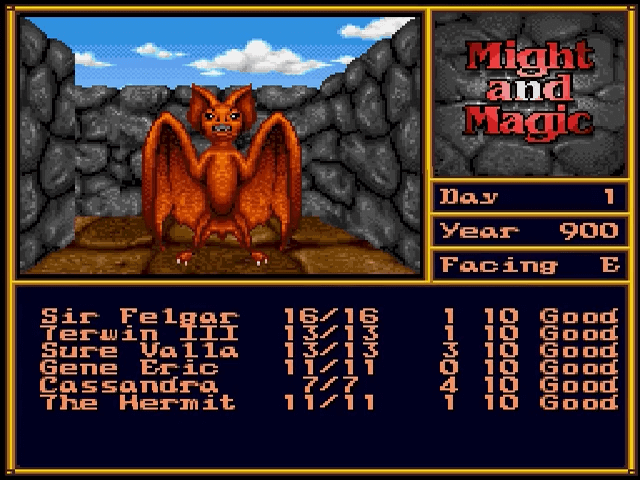 Might
and
Magic
Day 1
Year 900
Facing E
Sir Felgar 16/16 1 10 Good
Zerwin III 13/13 1 10 Good
Sure Valla 13/13 3 10 Good
Gene Eric 11/11 0 10 Good
Cassandra 7/7 4 10 Good
The Hermit 11/11 1 10 Good